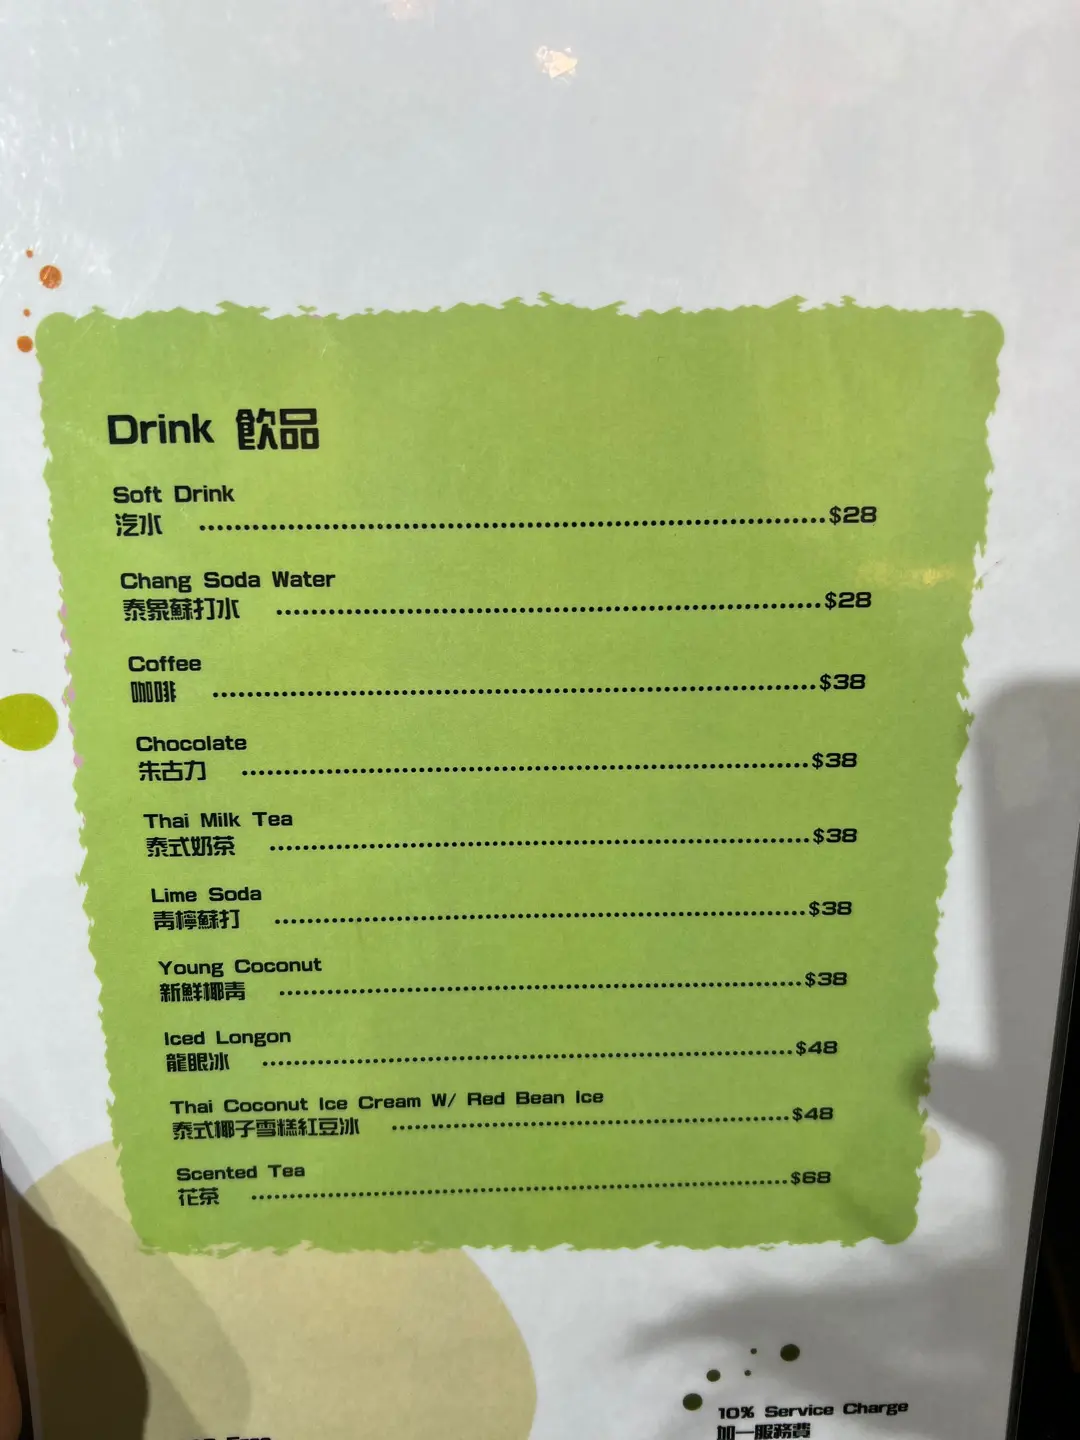 Drink 飲品
Soft Drink
汽水 $28
Chang Soda Water
泰象蘇打水 $28
Coffee
咖啡 $38
Chocolate
朱古力 $38
Thai Milk Tea
泰式奶茶 $38
Lime Soda
青檸蘇打 $38
Young Coconut
新鮮椰青 $38
Iced Longon
龍眼冰 $48
Thai Coconut Ice Cream W/ Red Bean Ice
泰式椰子雪糕紅豆冰 $48
Scented Tea
花茶 $68
10% Service Charge
加一服務費